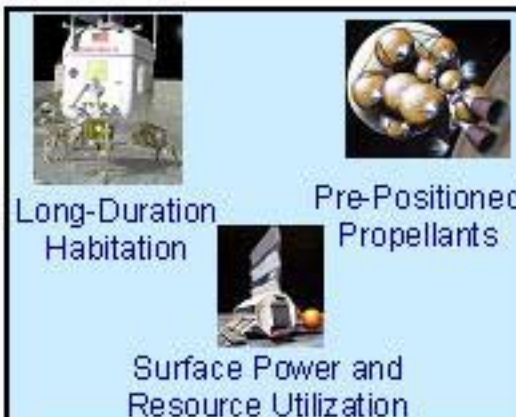 Long-Duration
Habitation
Pre-Positioned
Propellants
Surface Power and
Resource Utilization